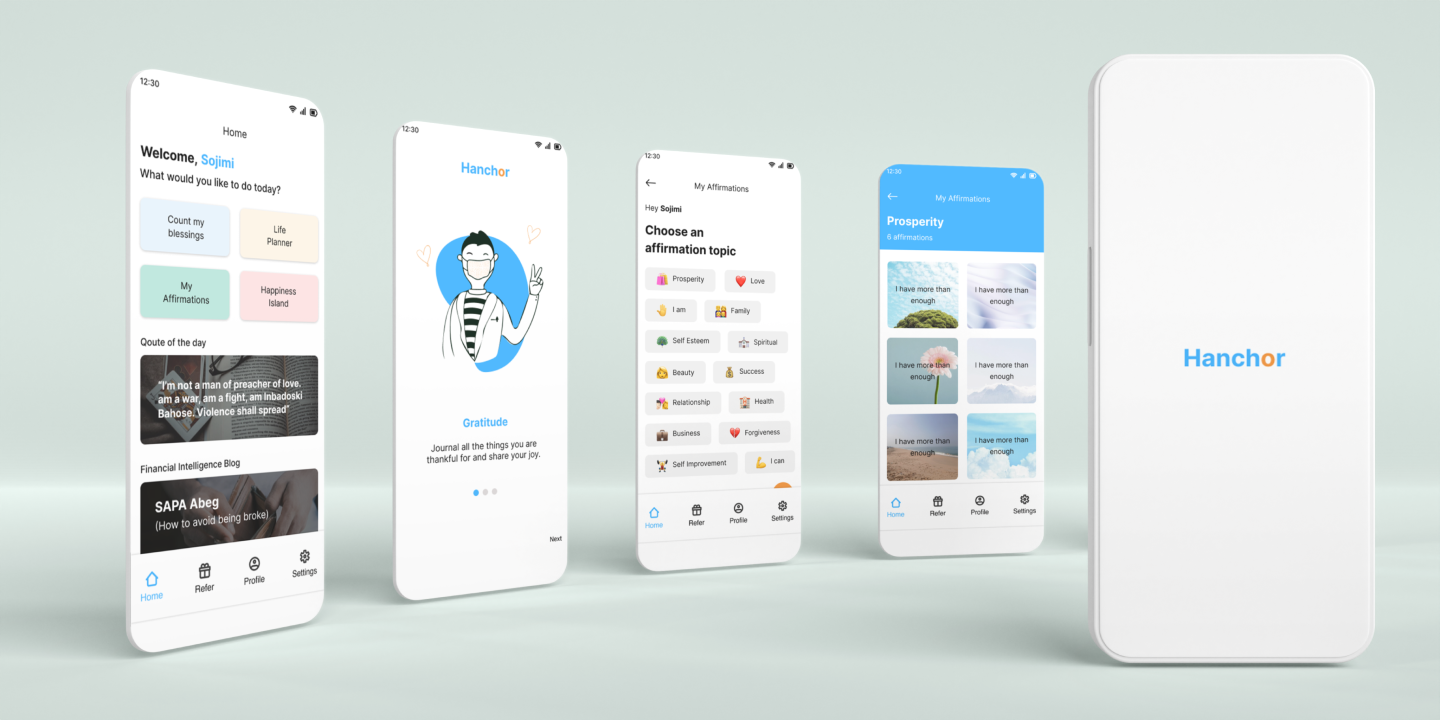 12:30
Home
Welcome, Sojimi
What would you like to do today?
Count my
blessings
Life
Planner
My
Affirmations
Happiness
Island
Qoute of the day
"I'm not a man of preacher of love.
am a war, am a fight, am Inbadoski
Bahose. Violence shall spread"
Financial Intelligence Blog
SAPA Abeg
(How to avoid being broke)
Home
Refer
Profile
Settings
12:30
Hanchor
Gratitude
Journal all the things you are
thankful for and share your joy.
Next
12:30
My Affirmations
Hey Sojimi
Choose an
affirmation topic
Prosperity
Love
I am
Family
Self Esteem
Spiritual
Beauty
Success
Relationship
Health
Business
Forgiveness
Self Improvement
I can
Home
Refer
Profile
Settings
12:30
My Affirmations
Prosperity
6 affirmations
I have more than
enough
I have more than
enough
I have more than
enough
I have more than
enough
I have more than
enough
I have more than
enough
Home
Refer
Profile
Settings
Hanchor